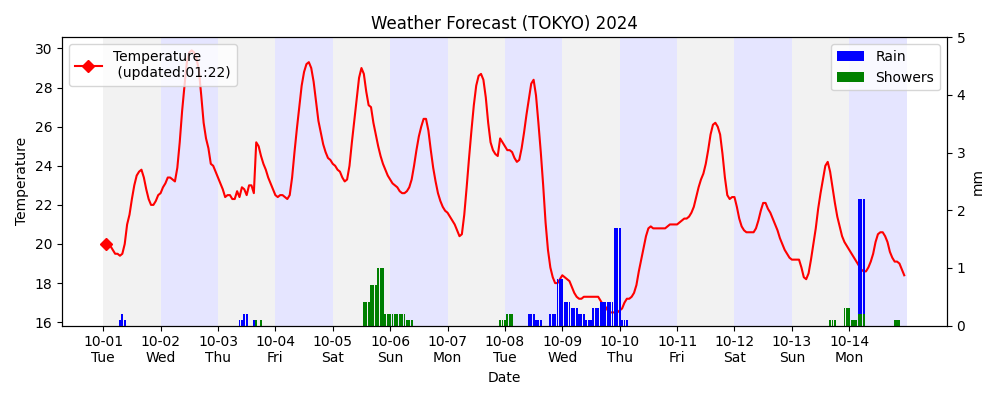 Weather Forecast (TOKYO) 2024
Temperature
(updated:01:22)
Rain
Showers
30
28
26
24
22
20
18
16
Temperature
5
4
3
2
1
0
mm
10-01 10-02 10-03 10-04 10-05 10-06 10-07 10-08 10-09 10-10 10-11 10-12 10-13 10-14
Tue Wed Thu Fri Sat Sun Mon Tue Wed Thu Fri Sat Sun Mon
Date